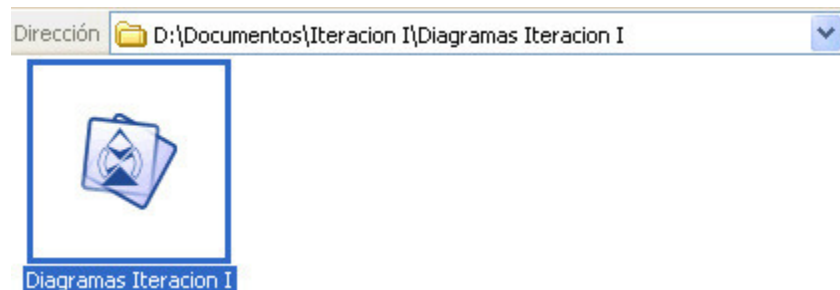 Dirección D:\Documentos\Iteracion I\Diagramas Iteracion I
Diagramas Iteracion I